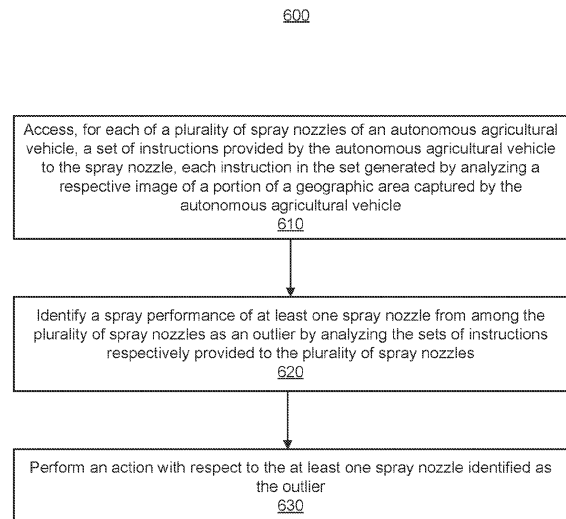 600
Access, for each of a plurality of spray nozzles of an autonomous agricultural
vehicle, a set of instructions provided by the autonomous agricultural vehicle
to the spray nozzle, each instruction in the set generated by analyzing a
respective image of a portion of a geographic area captured by the
autonomous agricultural vehicle
610
Identify a spray performance of at least one spray nozzle from among the
plurality of spray nozzles as an outlier by analyzing the sets of instructions
respectively provided to the plurality of spray nozzles
620
Perform an action with respect to the at least one spray nozzle identified as
the outlier
630